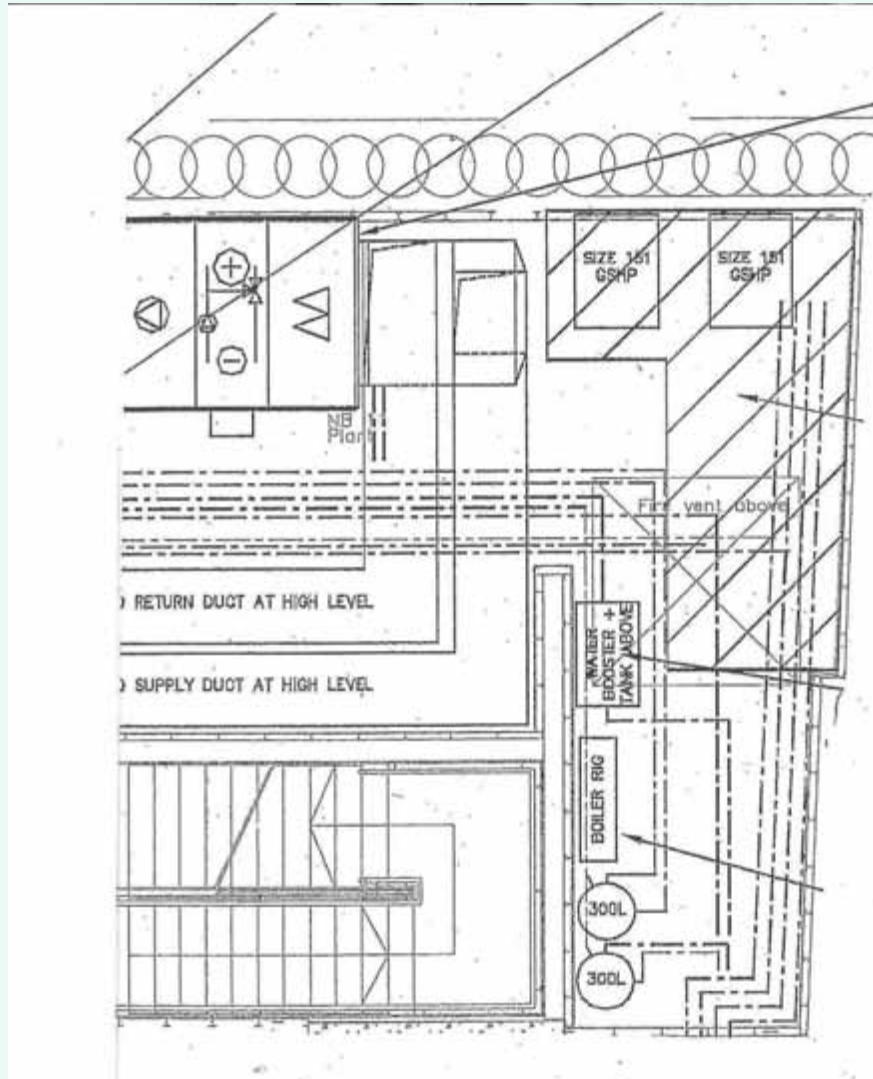 SIZE 151
GSHP
SIZE 151
GSHP
NB
Plant
Fire vent above
RETURN DUCT AT HIGH LEVEL
SUPPLY DUCT AT HIGH LEVEL
WATER
BOOSTER +
TANK ABOVE
BOILER RIG
300L
300L